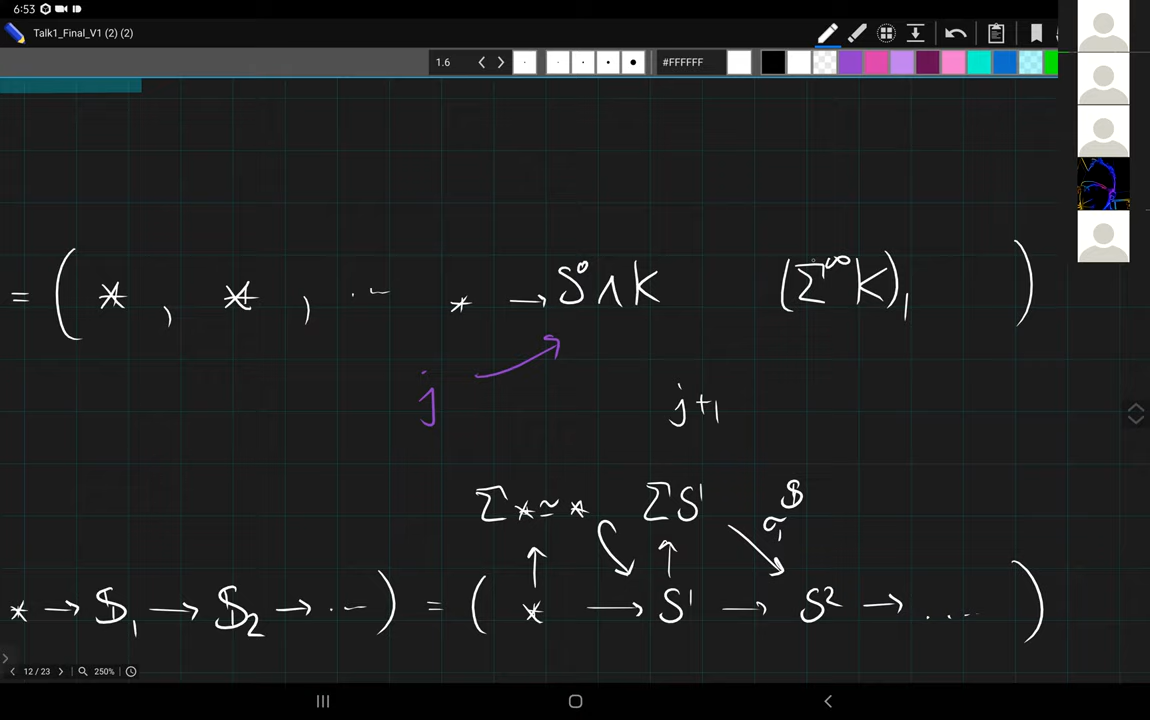 6:53
Talk1_Final_V1 (2) (2)
1.6 #FFFFFF
= ( * , * , ·– * → S⁰ ∧ K (Σ^∞ K)₁ )
j j+1
Σ * ≃ * ΣS¹ σ₁^𝕊
* → 𝕊₁ → 𝕊₂ → ·–) = ( * → S¹ → S² → .... )
12 / 23 250%